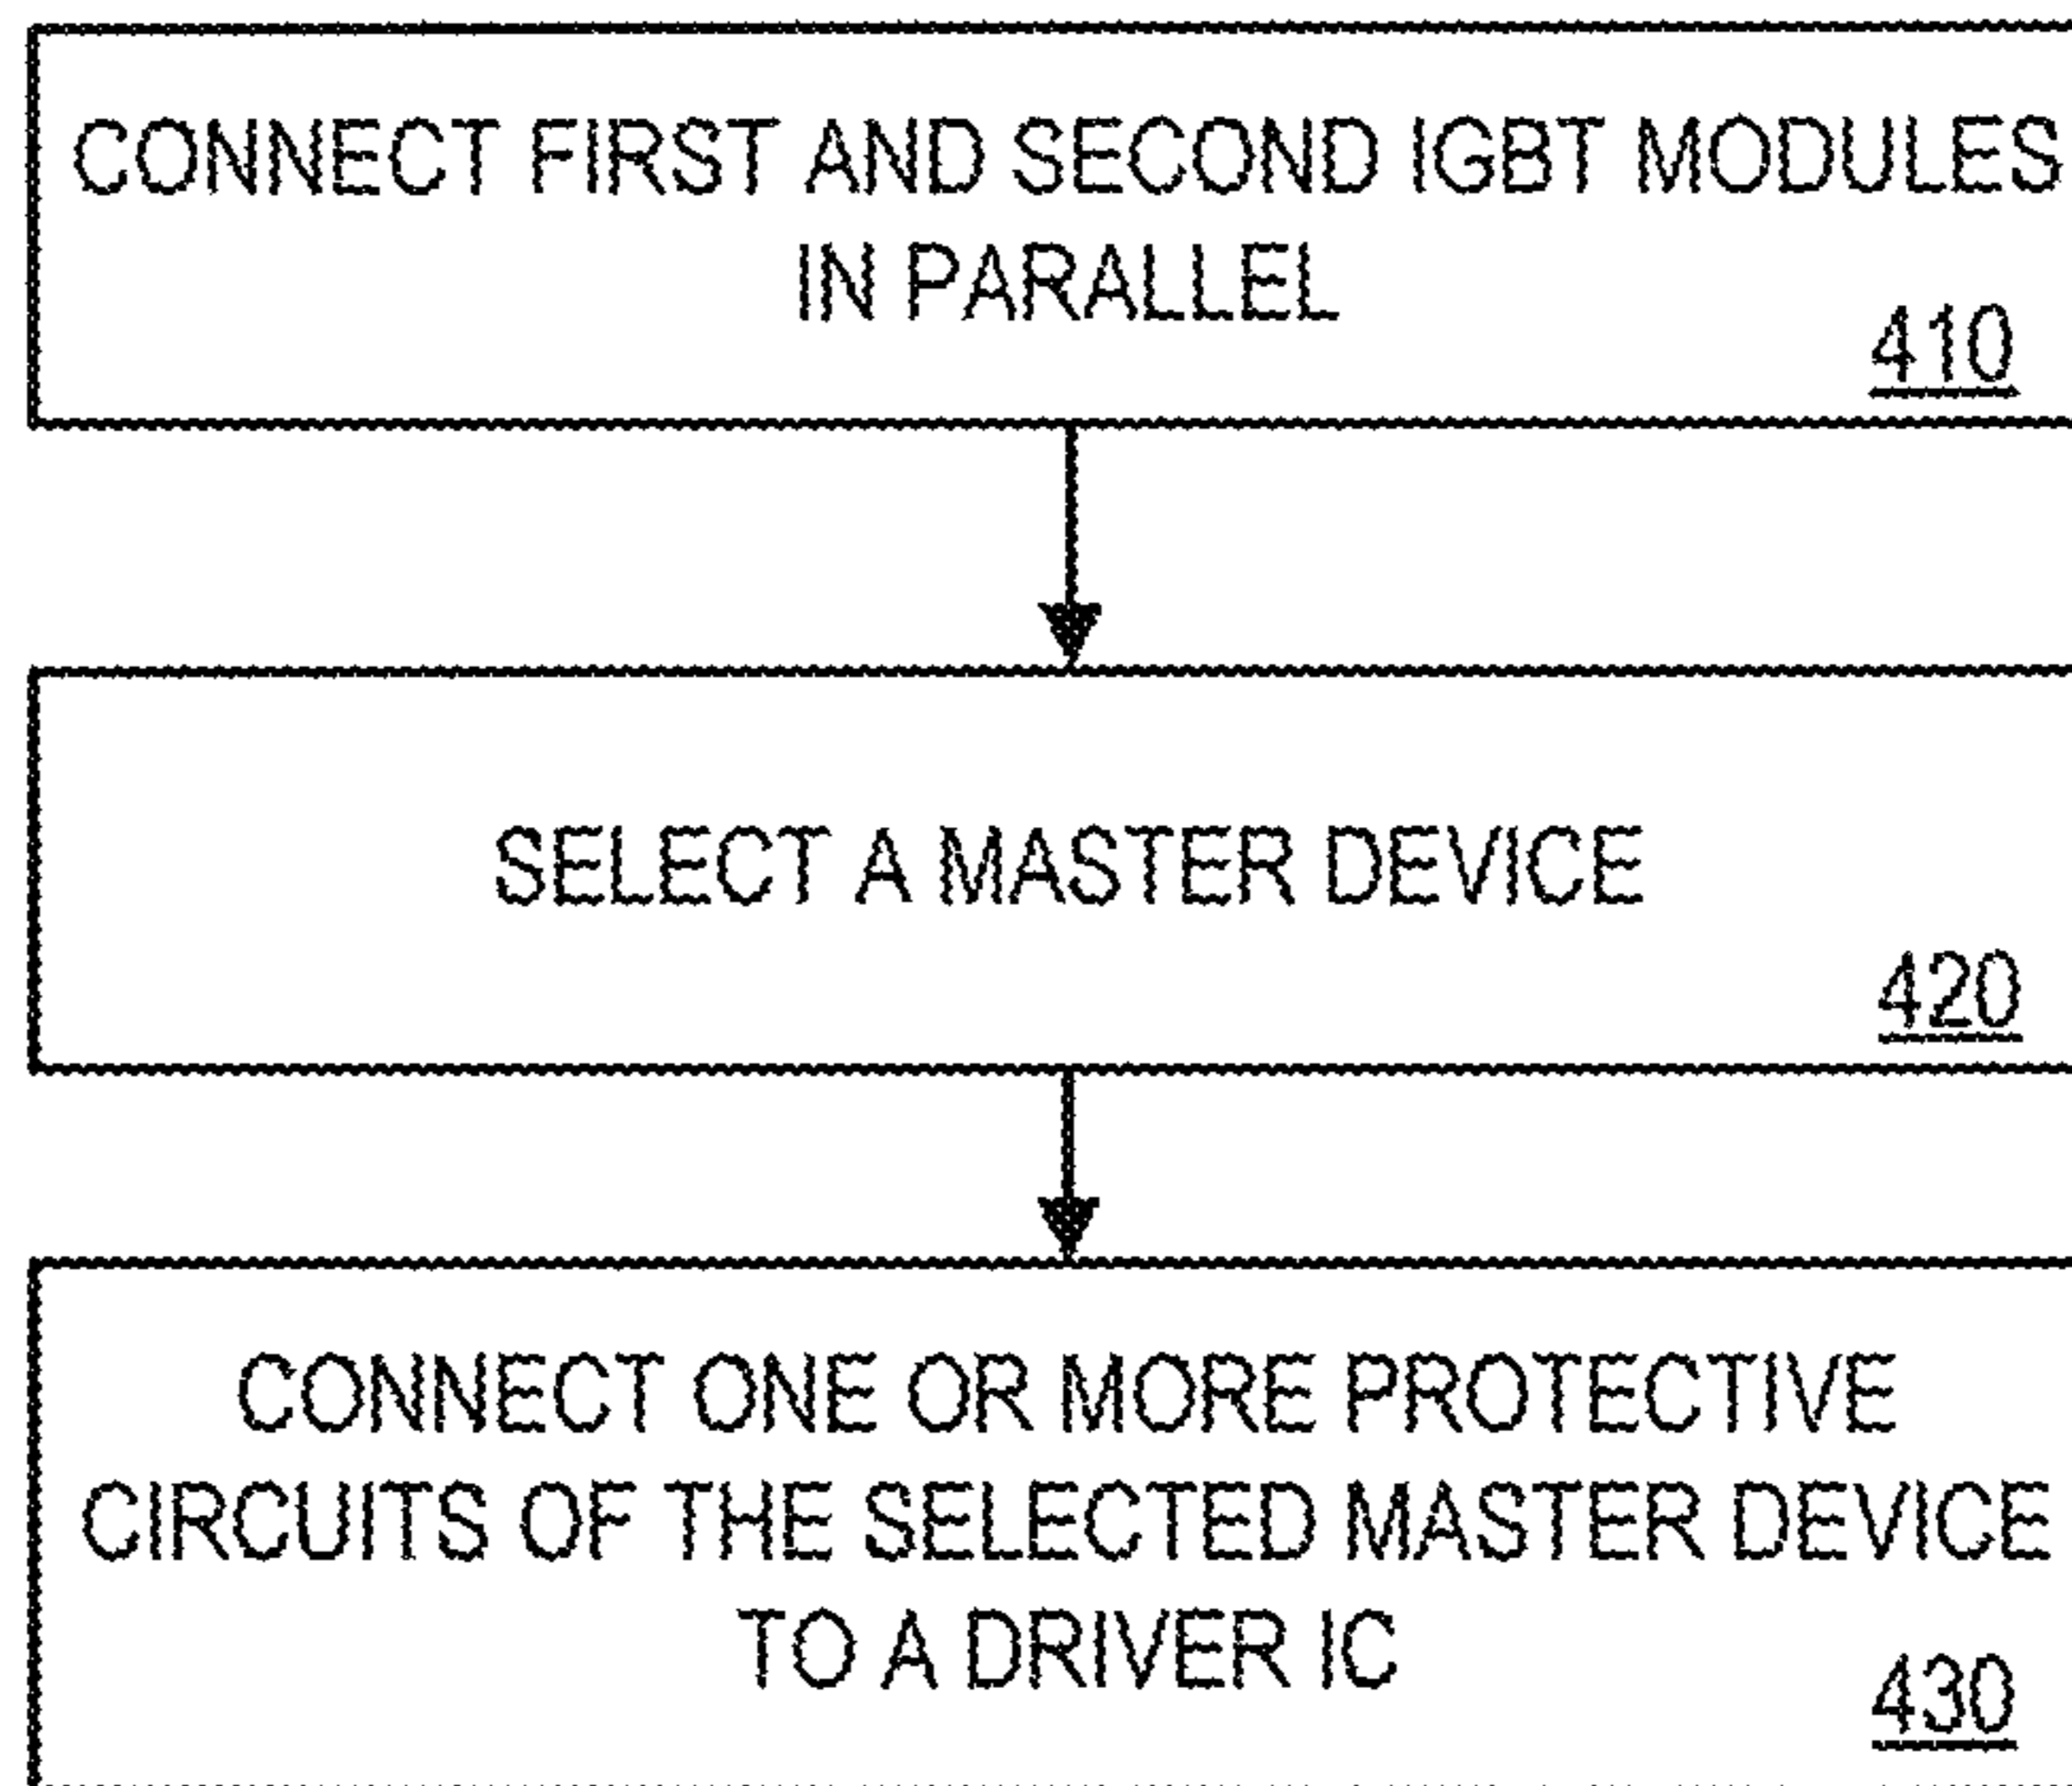 CONNECT FIRST AND SECOND IGBT MODULES
IN PARALLEL
410
SELECT A MASTER DEVICE
420
CONNECT ONE OR MORE PROTECTIVE
CIRCUITS OF THE SELECTED MASTER DEVICE
TO A DRIVER IC
430